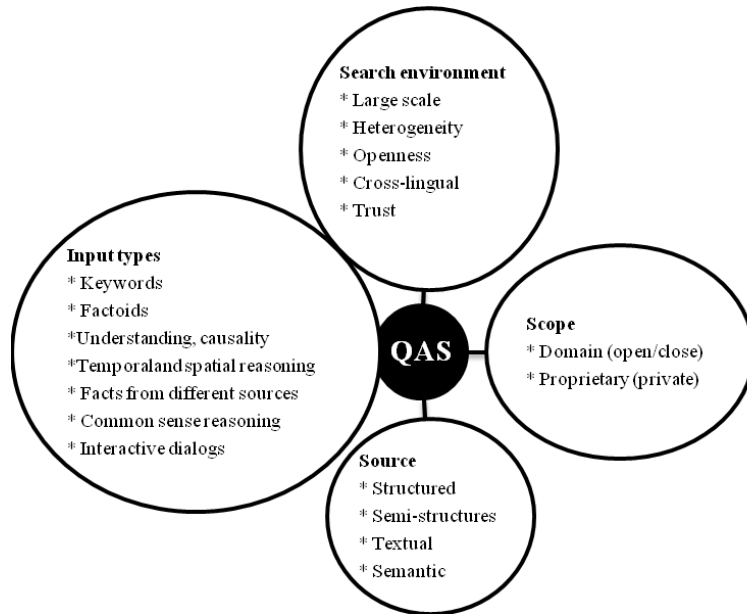 Search environment
* Large scale
* Heterogeneity
* Openness
* Cross-lingual
* Trust
Input types
* Keywords
* Factoids
*Understanding, causality
*Temporaland spatial reasoning
* Facts from different sources
* Common sense reasoning
* Interactive dialogs
QAS
Scope
* Domain (open/close)
* Proprietary (private)
Source
* Structured
* Semi-structures
* Textual
* Semantic